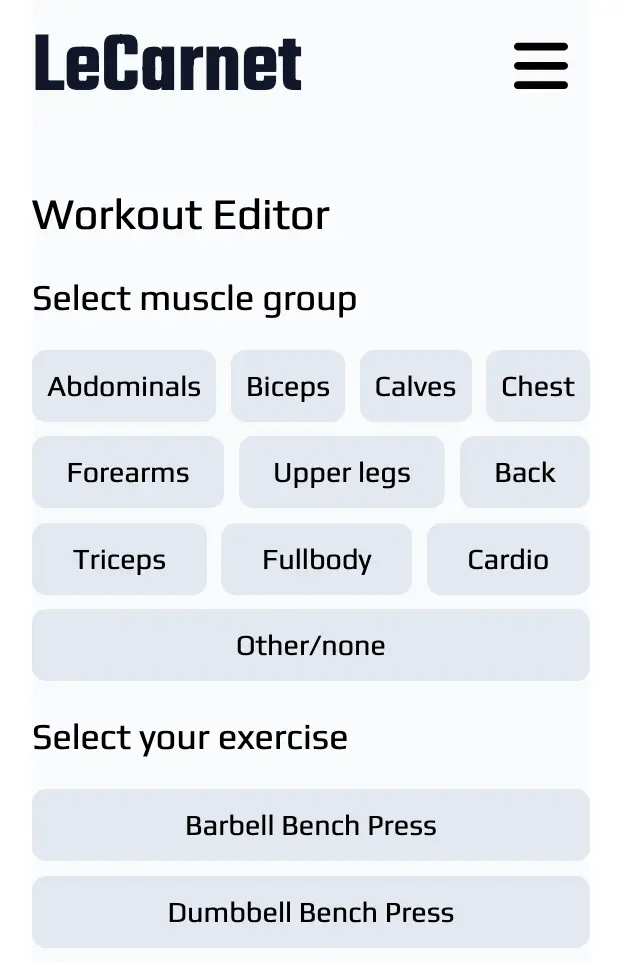 LeCarnet
Workout Editor
Select muscle group
Abdominals Biceps Calves Chest
Forearms Upper legs Back
Triceps Fullbody Cardio
Other/none
Select your exercise
Barbell Bench Press
Dumbbell Bench Press